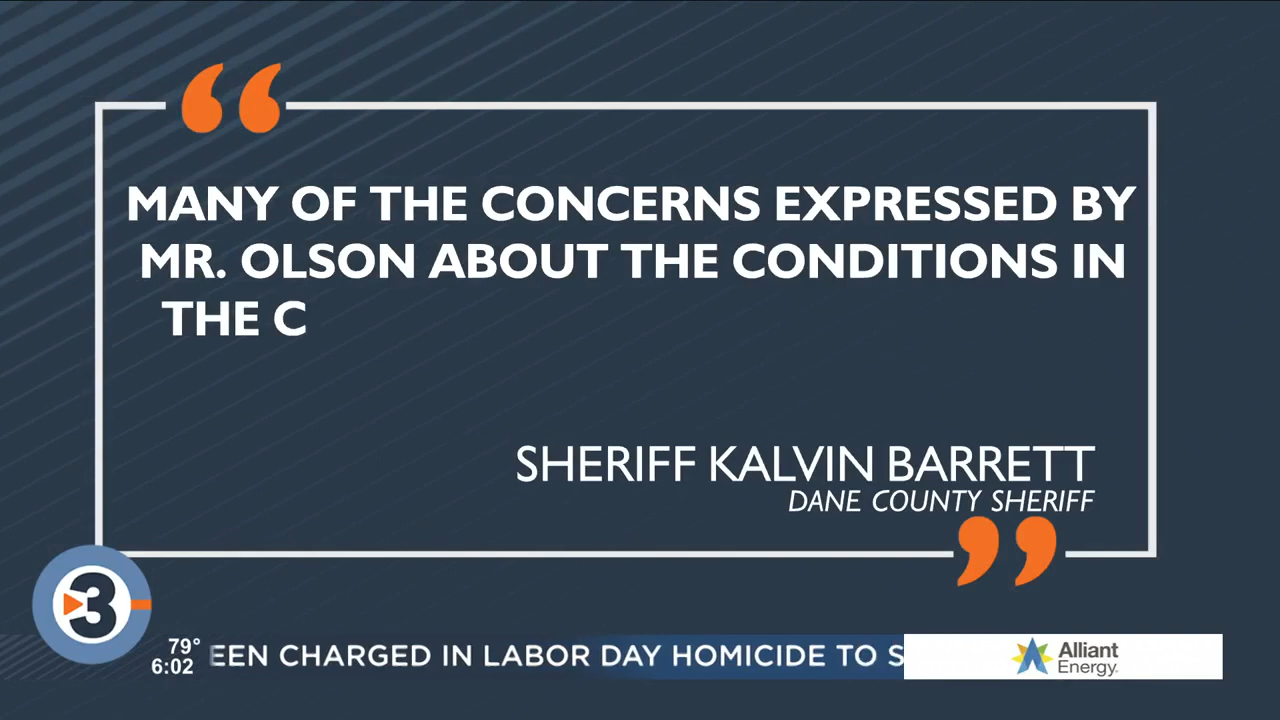 MANY OF THE CONCERNS EXPRESSED BY
MR. OLSON ABOUT THE CONDITIONS IN
THE C
SHERIFF KALVIN BARRETT
DANE COUNTY SHERIFF
3
79°
6:02
EEN CHARGED IN LABOR DAY HOMICIDE TO S
Alliant
Energy